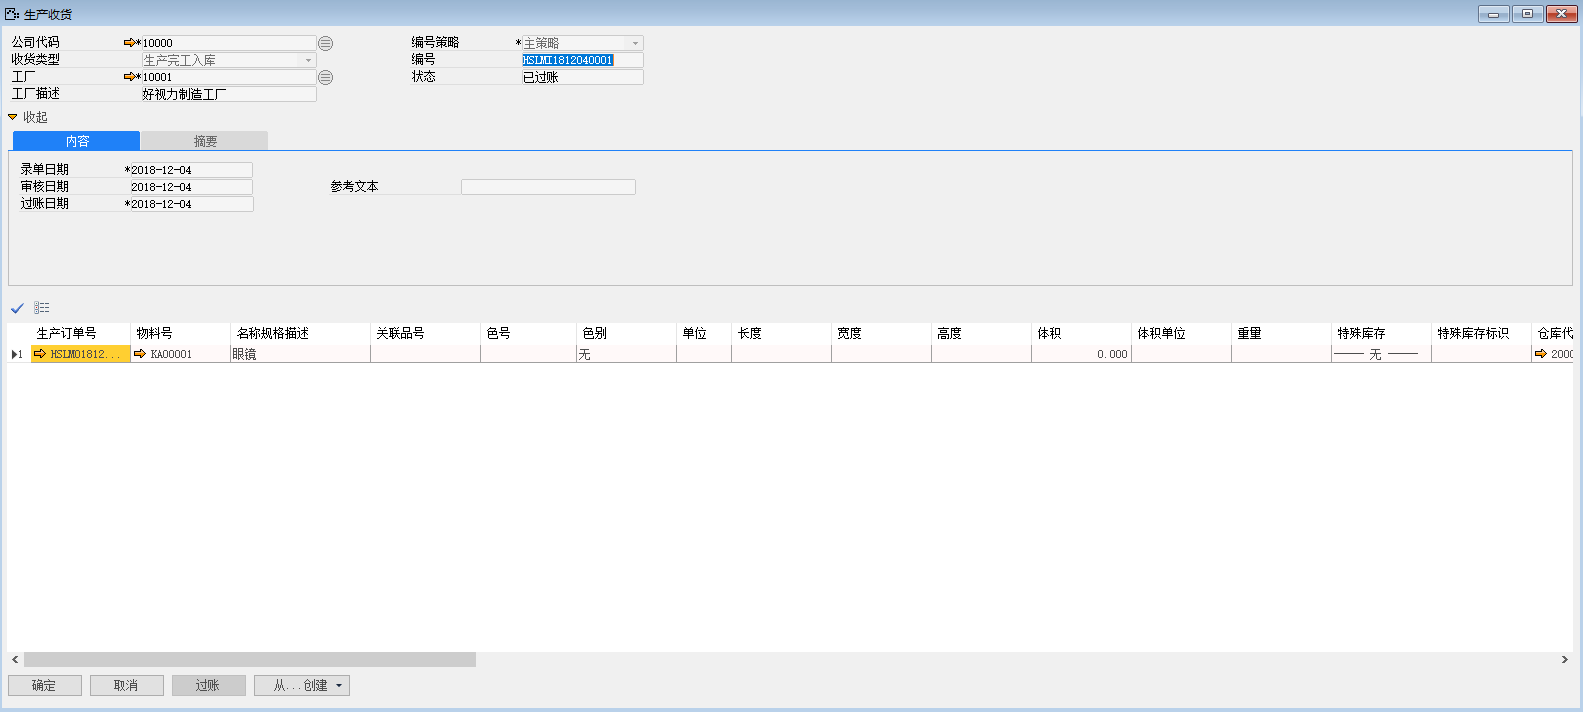 生产收货
公司代码 *10000 编号策略 *主策略
收货类型 生产完工入库 编号 HSLMI1812040001
工厂 *10001 状态 已过账
工厂描述 好视力制造工厂
收起
内容 摘要
录单日期 *2018-12-04
审核日期 2018-12-04 参考文本
过账日期 *2018-12-04
生产订单号 物料号 名称规格描述 关联品号 色号 色别 单位 长度 宽度 高度 体积 体积单位 重量 特殊库存 特殊库存标识 仓库代
1 HSLMO1812... KA00001 眼镜 无 0.000 无 2000
确定 取消 过账 从...创建